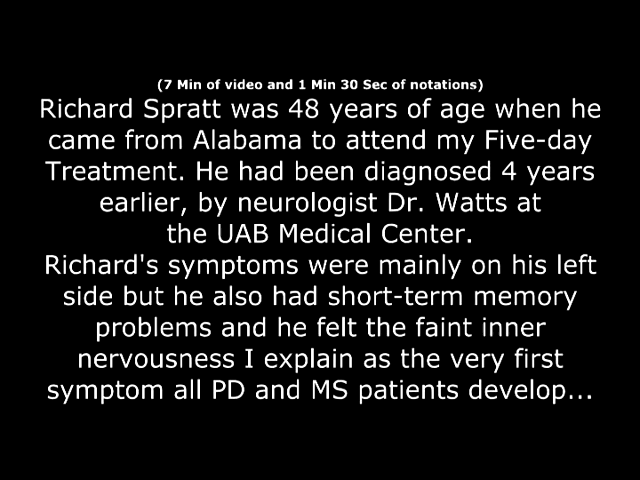 (7 Min of video and 1 Min 30 Sec of notations)
Richard Spratt was 48 years of age when he
came from Alabama to attend my Five-day
Treatment. He had been diagnosed 4 years
earlier, by neurologist Dr. Watts at
the UAB Medical Center.
Richard's symptoms were mainly on his left
side but he also had short-term memory
problems and he felt the faint inner
nervousness I explain as the very first
symptom all PD and MS patients develop...